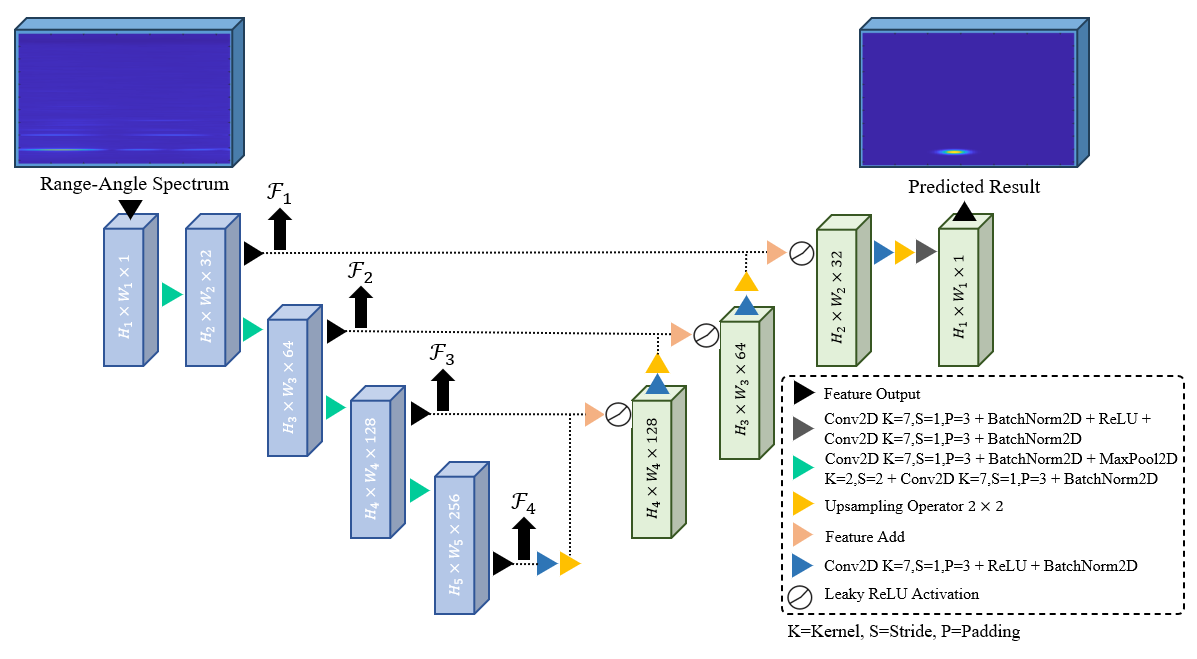 Range-Angle Spectrum
Predicted Result
H₁ × W₁ × 1
H₂ × W₂ × 32
ℱ₁
H₃ × W₃ × 64
ℱ₂
H₄ × W₄ × 128
ℱ₃
H₅ × W₅ × 256
ℱ₄
H₄ × W₄ × 128
H₃ × W₃ × 64
H₂ × W₂ × 32
H₁ × W₁ × 1
Feature Output
Conv2D K=7,S=1,P=3 + BatchNorm2D + ReLU +
Conv2D K=7,S=1,P=3 + BatchNorm2D
Conv2D K=7,S=1,P=3 + BatchNorm2D + MaxPool2D
K=2,S=2 + Conv2D K=7,S=1,P=3 + BatchNorm2D
Upsampling Operator 2 × 2
Feature Add
Conv2D K=7,S=1,P=3 + ReLU + BatchNorm2D
Leaky ReLU Activation
K=Kernel, S=Stride, P=Padding